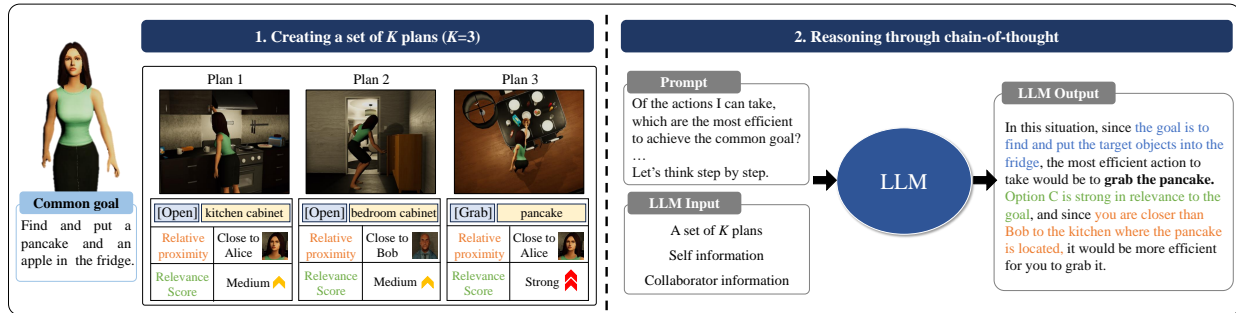 1. Creating a set of K plans (K=3)
Common goal
Find and put a
pancake and an
apple in the fridge.
Plan 1
Plan 2
Plan 3
[Open] kitchen cabinet
[Open] bedroom cabinet
[Grab] pancake
Relative
proximity
Close to
Alice
Relative
proximity
Close to
Bob
Relative
proximity
Close to
Alice
Relevance
Score
Medium
Relevance
Score
Medium
Relevance
Score
Strong
2. Reasoning through chain-of-thought
Prompt
Of the actions I can take,
which are the most efficient
to achieve the common goal?
…
Let's think step by step.
LLM Input
A set of K plans
Self information
Collaborator information
LLM
LLM Output
In this situation, since the goal is to
find and put the target objects into the
fridge, the most efficient action to
take would be to grab the pancake.
Option C is strong in relevance to the
goal, and since you are closer than
Bob to the kitchen where the pancake
is located, it would be more efficient
for you to grab it.